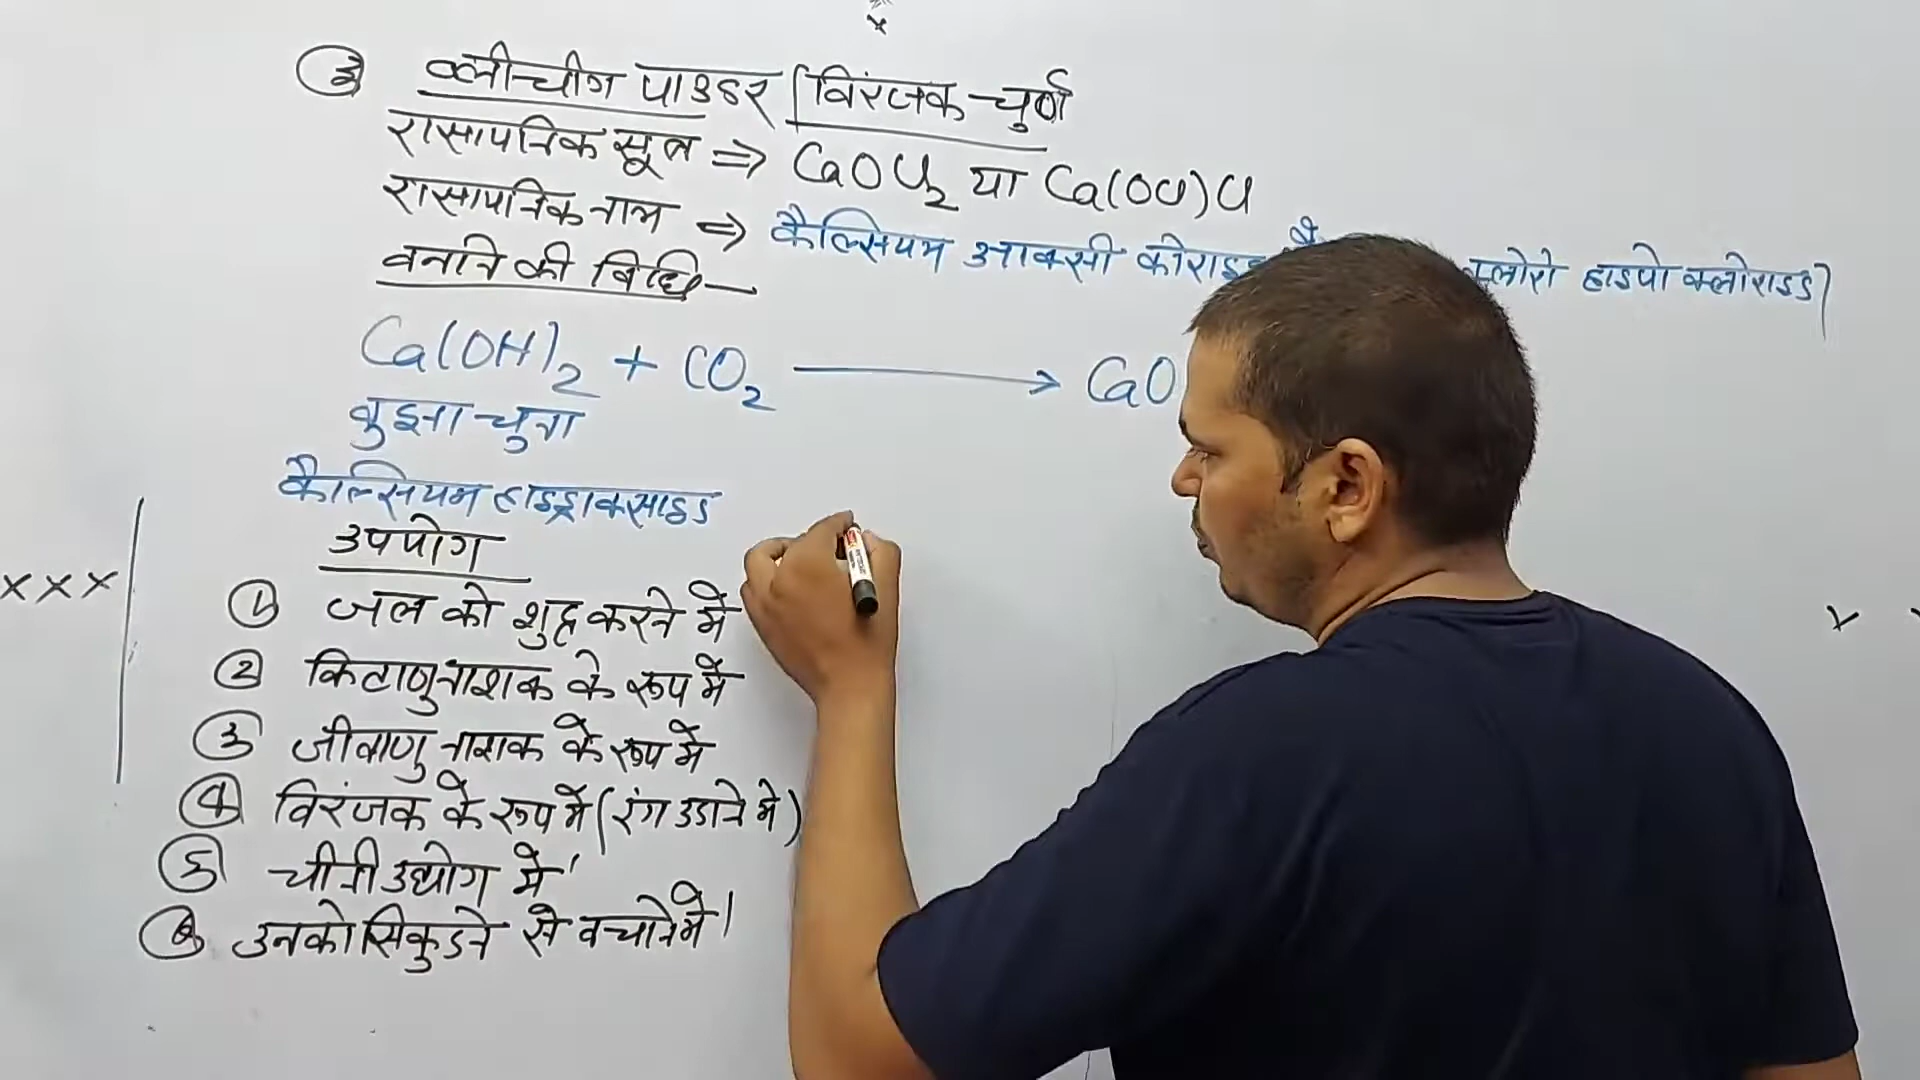 ③ ब्लीचींग पाउडर / विरंजक चुर्ण
रासायनिक सूत्र ⇒ CaOCl₂ या Ca(OCl)Cl
रासायनिक नाम ⇒ कैल्सियम आक्सी क्लोराइड क्लोरो हाइपो क्लोराइड)
बनाने की बिधि—
Ca(OH)₂ + CO₂ ⟶ CaO
बुझा चुना
कैल्सियम हाइड्राक्साइड
उपयोग
x x x
① जल को शुद्ध करने में
② किटाणुनाशक के रूप में
③ जीवाणु नाशक के रूप में
④ विरंजक के रूप में (रंग उडाने मे)
⑤ चीनी उद्योग में।
⑥ उनको सिकुडने से बचाने मे।